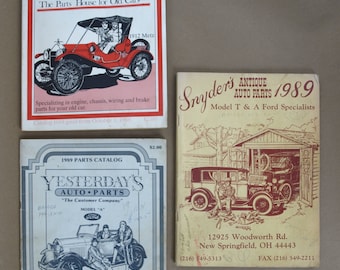 The Parts House for Old Cars
1912 Metz
Specializing in engine, chassis, wiring and brake
parts for your old car.
1989 PARTS CATALOG
$2.00
YESTERDAY'S
AUTO • PARTS
"The Customer Company"
MODEL "A"
Ford
Snyder's ANTIQUE
AUTO PARTS 1989
Model T & A Ford Specialists
12925 Woodworth Rd.
New Springfield, OH 44443
(216) 549-5313 FAX (216) 549-2211